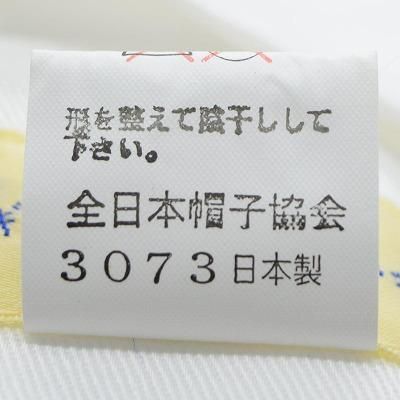 形を整えて陰干しして
下さい。
全日本帽子協会
3073日本製